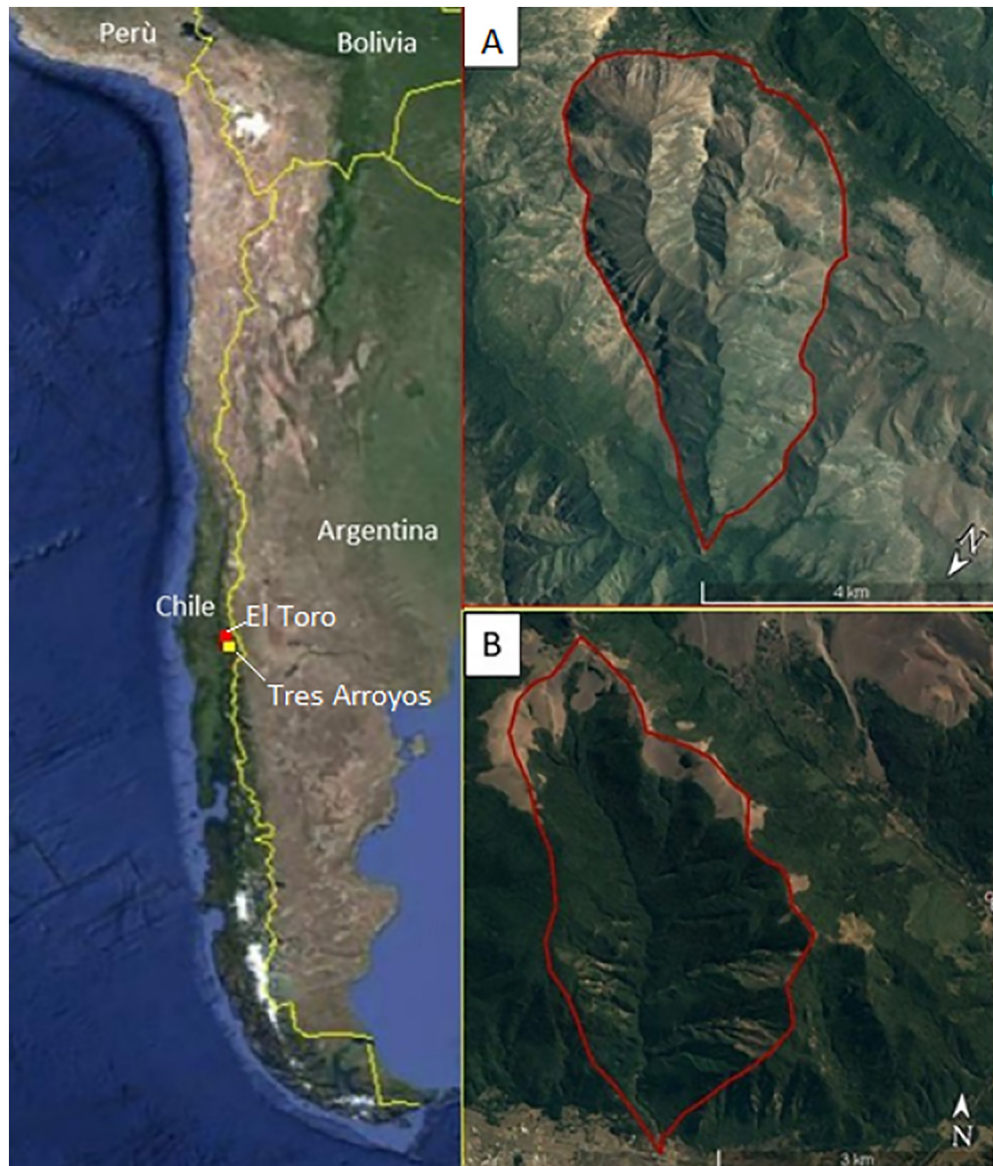 Perù
Bolivia
Argentina
Chile
El Toro
Tres Arroyos
A
N
4 km
B
N
3 km